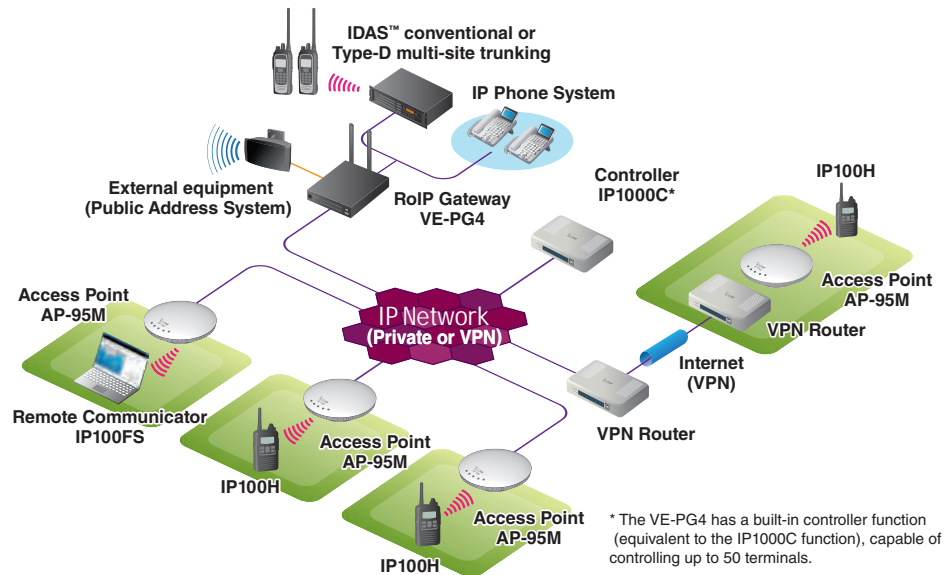 IDAS™ conventional or
Type-D multi-site trunking
IP Phone System
External equipment
(Public Address System)
RoIP Gateway
VE-PG4
Controller
IP1000C*
IP100H
Access Point
AP-95M
VPN Router
Internet
(VPN)
VPN Router
IP Network
(Private or VPN)
Access Point
AP-95M
Remote Communicator
IP100FS
Access Point
AP-95M
IP100H
Access Point
AP-95M
IP100H
* The VE-PG4 has a built-in controller function
(equivalent to the IP1000C function), capable of
controlling up to 50 terminals.